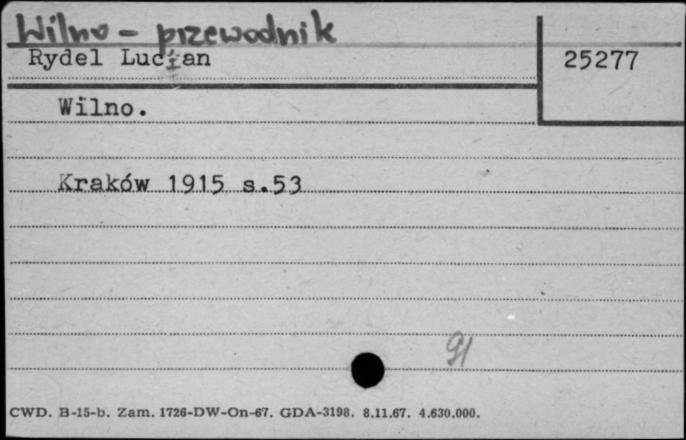 Wilno - przewodnik
Rydel Lucjan
25277
Wilno.
Kraków 1915 s.53
91
CWD. B-15-b. Zam. 1726-DW-On-67. GDA-3198. 8.11.67. 4.630.000.